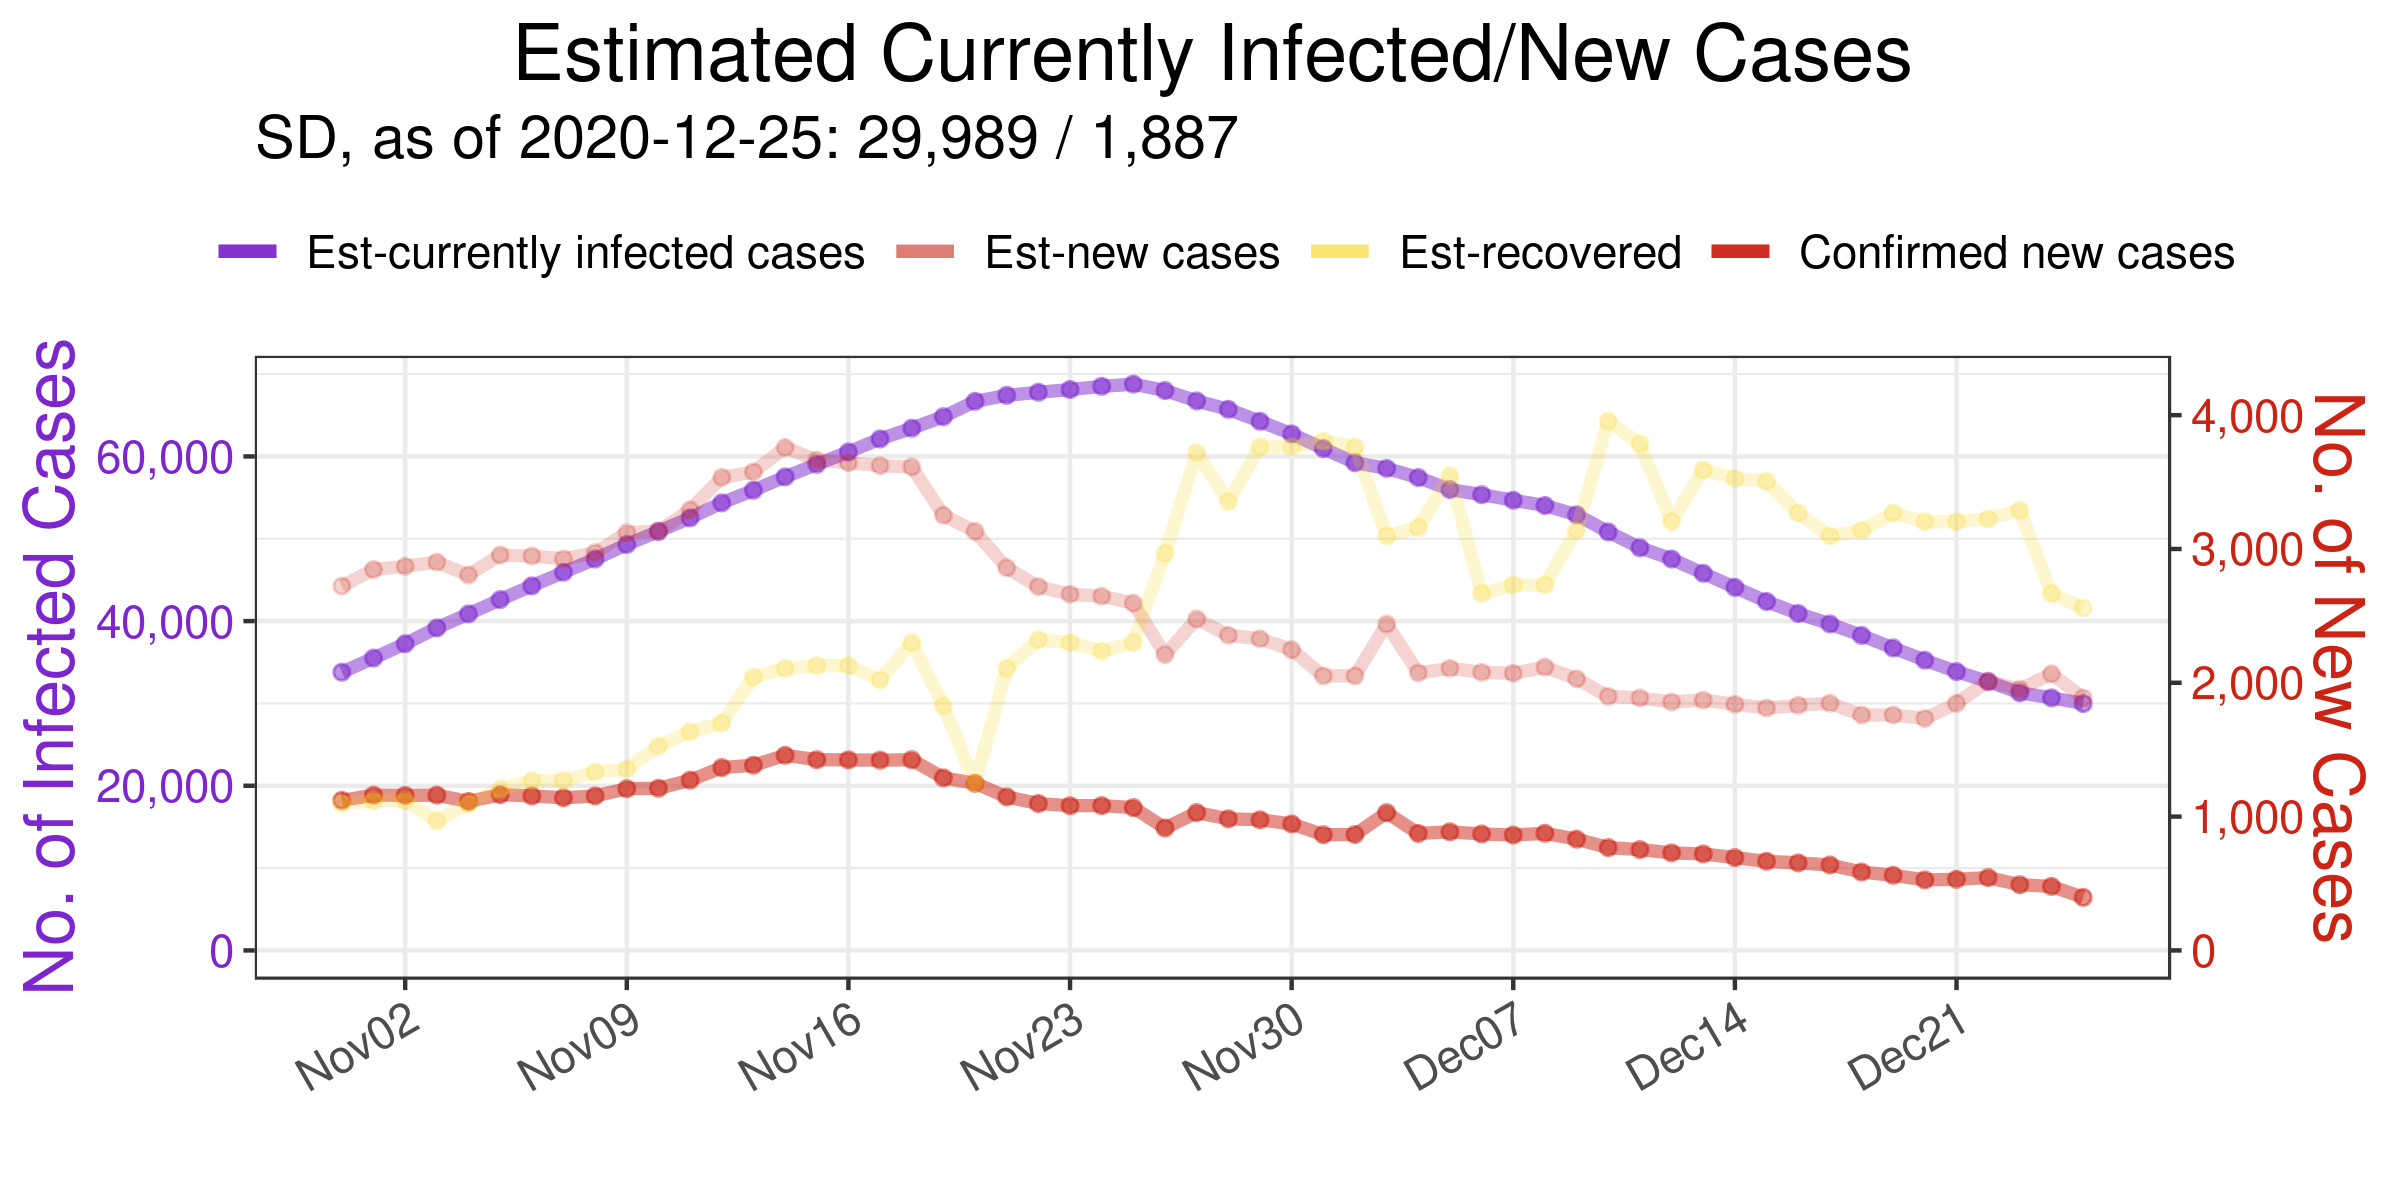 Estimated Currently Infected/New Cases
SD, as of 2020-12-25: 29,989 / 1,887
Est-currently infected cases Est-new cases Est-recovered Confirmed new cases
No. of Infected Cases
60,000
40,000
20,000
0
4,000
3,000
2,000
1,000
0
No. of New Cases
Nov02 Nov09 Nov16 Nov23 Nov30 Dec07 Dec14 Dec21